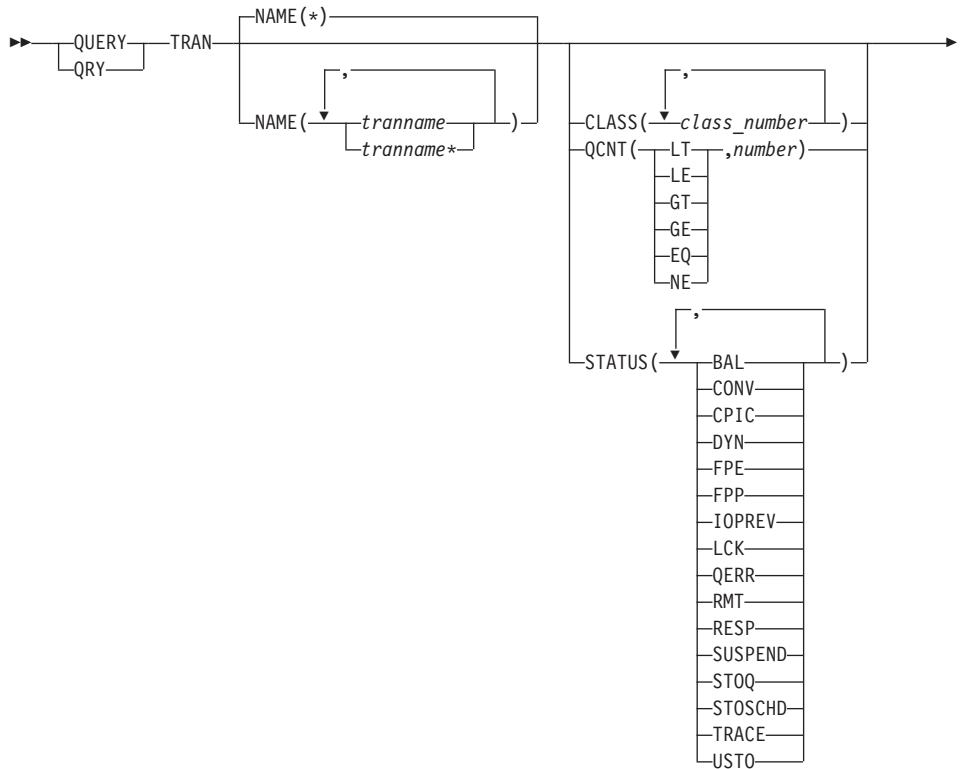 NAME(*)
QUERY TRAN
QRY
,
NAME( tranname )
tranname*
,
CLASS( class_number )
QCNT( LT ,number)
LE
GT
GE
EQ
NE
,
STATUS( BAL )
CONV
CPIC
DYN
FPE
FPP
IOPREV
LCK
QERR
RMT
RESP
SUSPEND
STOQ
STOSCHD
TRACE
USTO